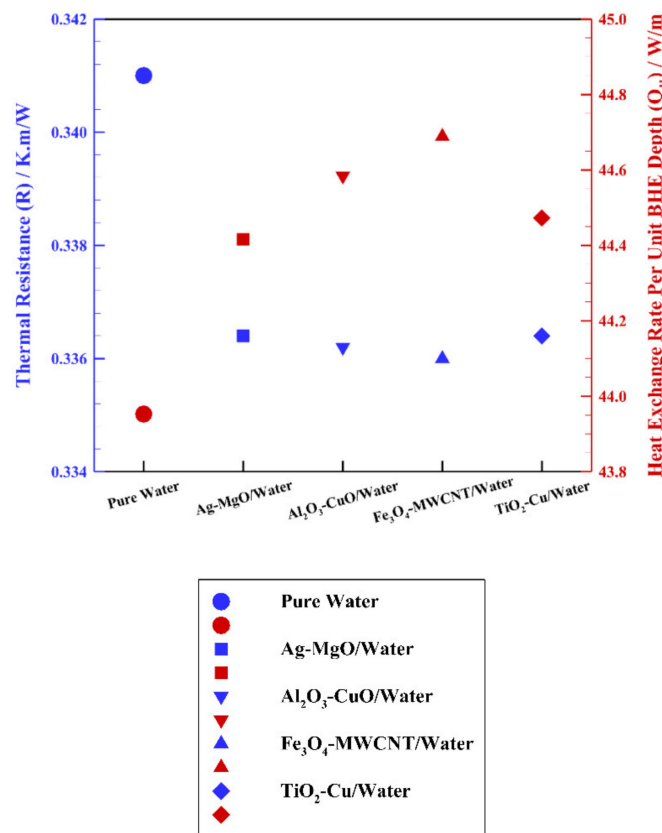 0.342
0.340
0.338
0.336
0.334
Thermal Resistance (R) / K.m/W
45.0
44.8
44.6
44.4
44.2
44.0
43.8
Heat Exchange Rate Per Unit BHE Depth / W/m
Pure Water
Ag-MgO/Water
Al₂O₃-CuO/Water
Fe₃O₄-MWCNT/Water
TiO₂-Cu/Water
Pure Water
Ag-MgO/Water
Al₂O₃-CuO/Water
Fe₃O₄-MWCNT/Water
TiO₂-Cu/Water